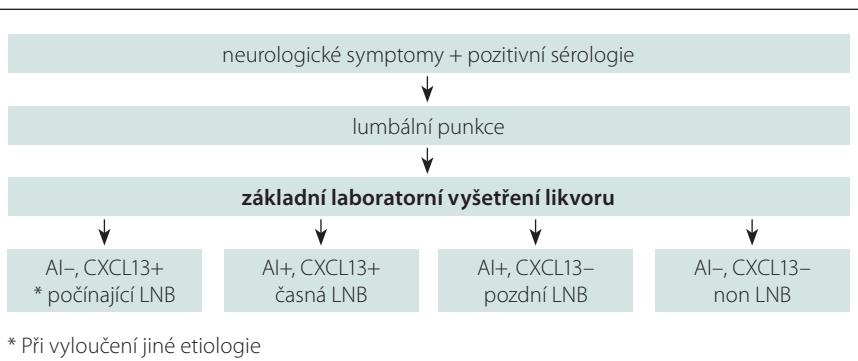 neurologické symptomy + pozitivní sérologie
lumbální punkce
základní laboratorní vyšetření likvoru
AI–, CXCL13+
* počínající LNB
AI+, CXCL13+
časná LNB
AI+, CXCL13–
pozdní LNB
AI–, CXCL13–
non LNB
* Při vyloučení jiné etiologie